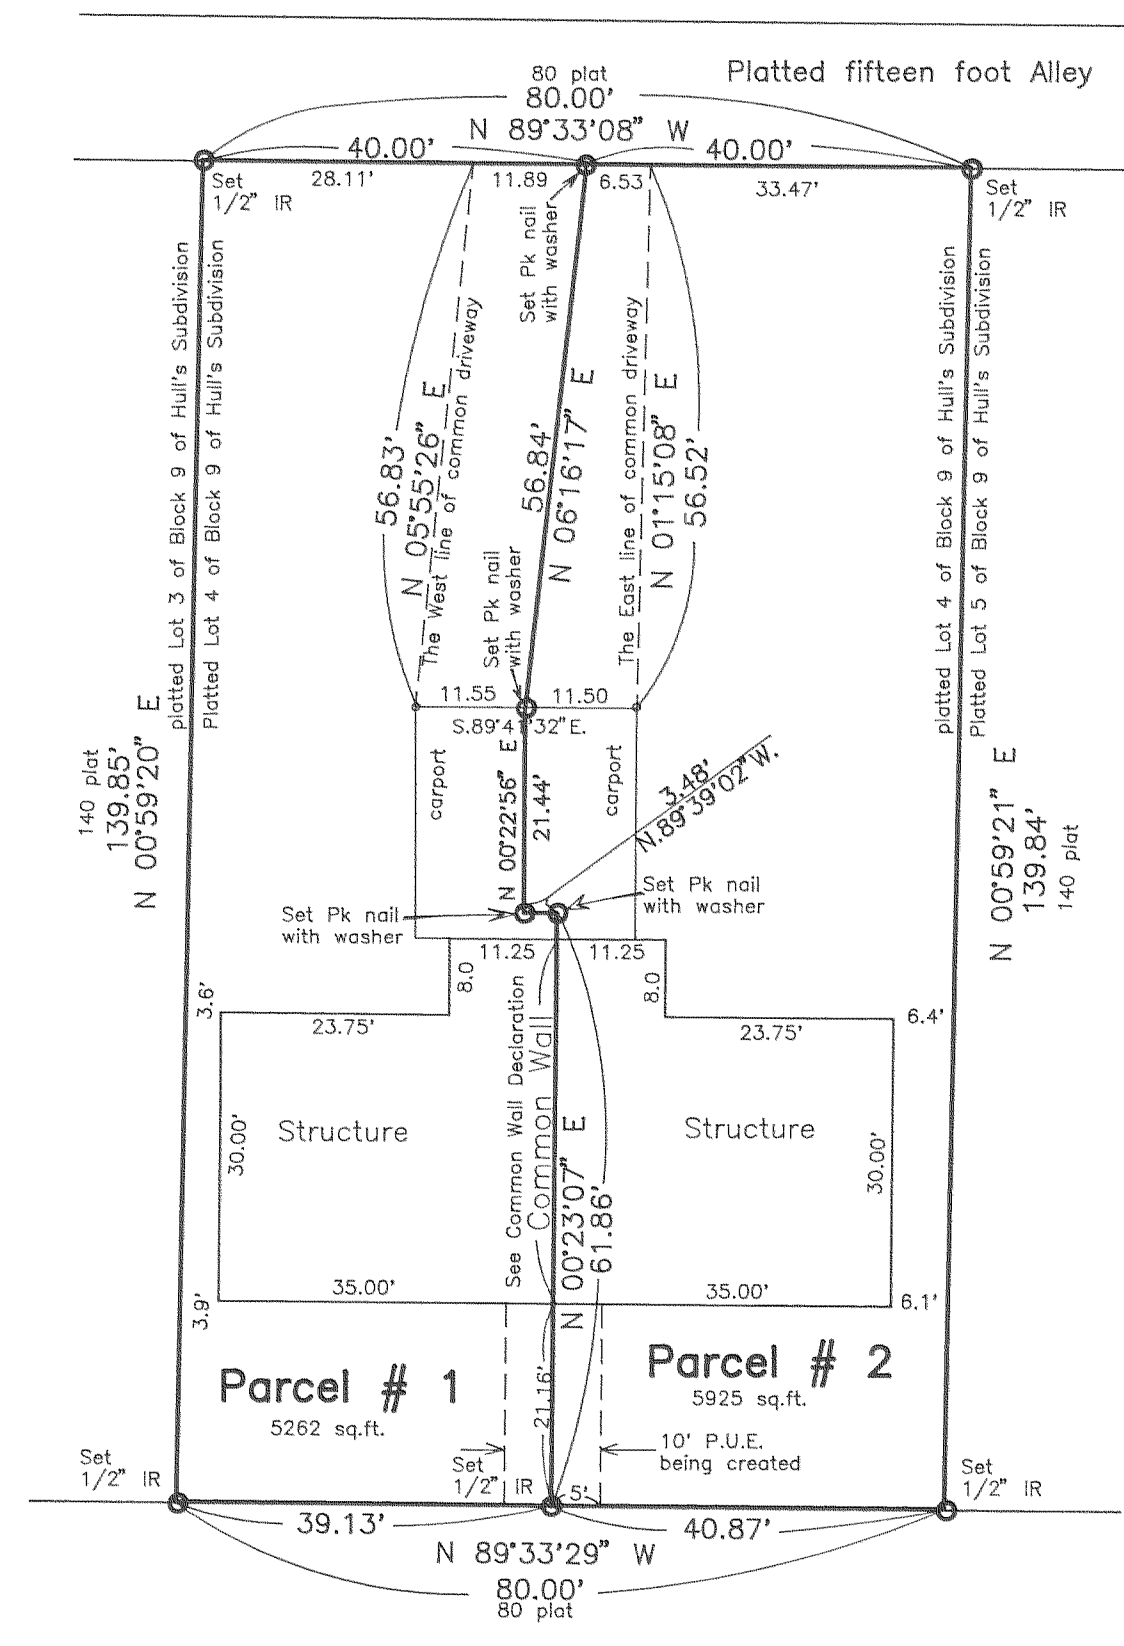 Platted fifteen foot Alley
80 plat
80.00'
N 89°33'08" W
40.00'
40.00'
28.11'
11.89
6.53
33.47'
Set
1/2" IR
Set Pk nail
with washer
Set
1/2" IR
platted Lot 3 of Block 9 of Hull's Subdivision
Platted Lot 4 of Block 9 of Hull's Subdivision
56.83'
N 05°55'26" E
The West line of common driveway
56.84'
N 06°16'17" E
The East line of common driveway
N 01°15'08" E
56.52'
platted Lot 4 of Block 9 of Hull's Subdivision
Platted Lot 5 of Block 9 of Hull's Subdivision
Set Pk nail
with washer
11.55
11.50
140 plat
139.85'
N 00°59'20" E
carport
N 00°22'56" E
21.44'
carport
3.48'
N.89°39'02"W.
N 00°59'21" E
139.84'
140 plat
Set Pk nail
with washer
Set Pk nail
with washer
11.25
11.25
8.0
8.0
3.6'
23.75'
23.75'
6.4'
See Common Wall Declaration
Common Wall
N 00°23'07" E
61.86'
Structure
Structure
30.00'
30.00'
35.00'
35.00'
3.9'
6.1'
Parcel # 1
5262 sq.ft.
21.16'
Parcel # 2
5925 sq.ft.
10' P.U.E.
being created
Set
1/2" IR
Set
1/2" IR
5'
Set
1/2" IR
39.13'
40.87'
N 89°33'29" W
80.00'
80 plat